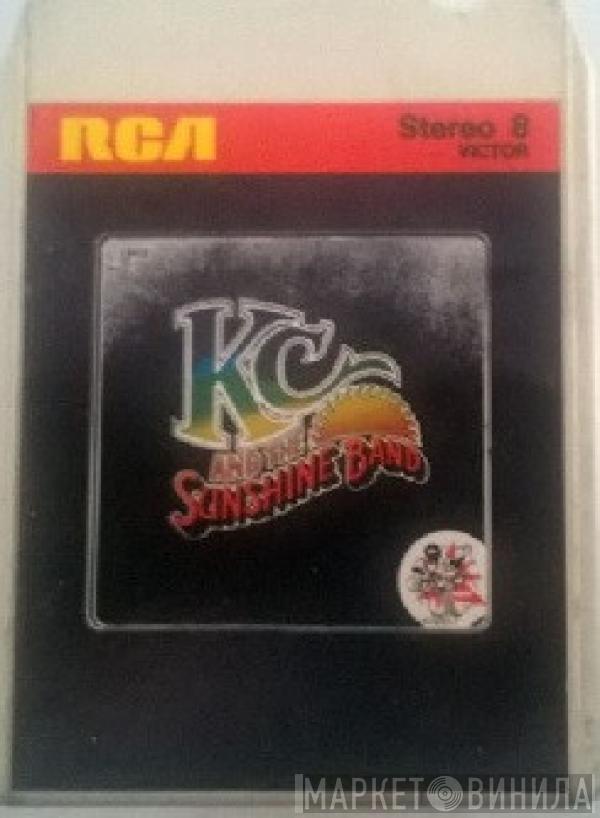 RCA
Stereo 8
VICTOR
KC
AND THE
SUNSHINE BAND
МАРКЕТ ВИНИЛА